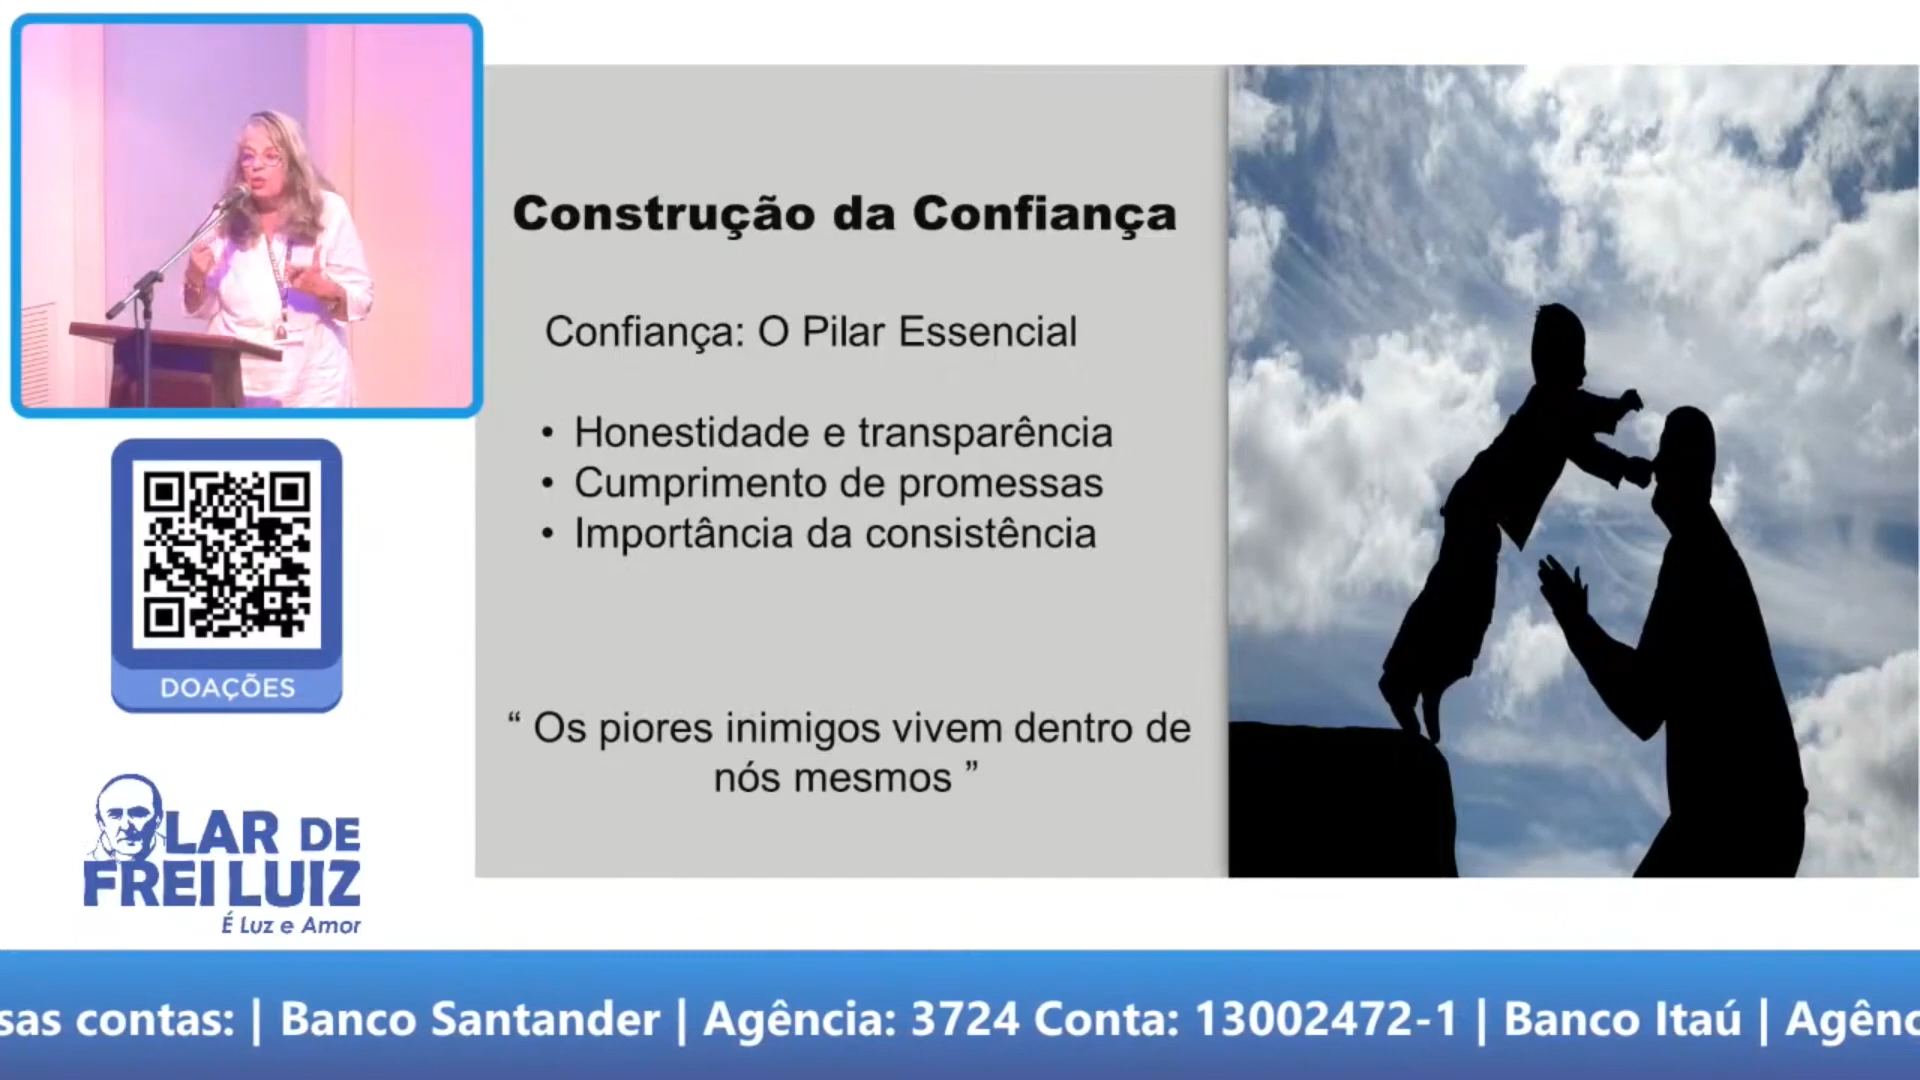 Construção da Confiança
Confiança: O Pilar Essencial
• Honestidade e transparência
• Cumprimento de promessas
• Importância da consistência
“ Os piores inimigos vivem dentro de
nós mesmos ”
DOAÇÕES
LAR DE
FREI LUIZ
É Luz e Amor
contas: | Banco Santander | Agência: 3724 Conta: 13002472-1 | Banco Itaú |